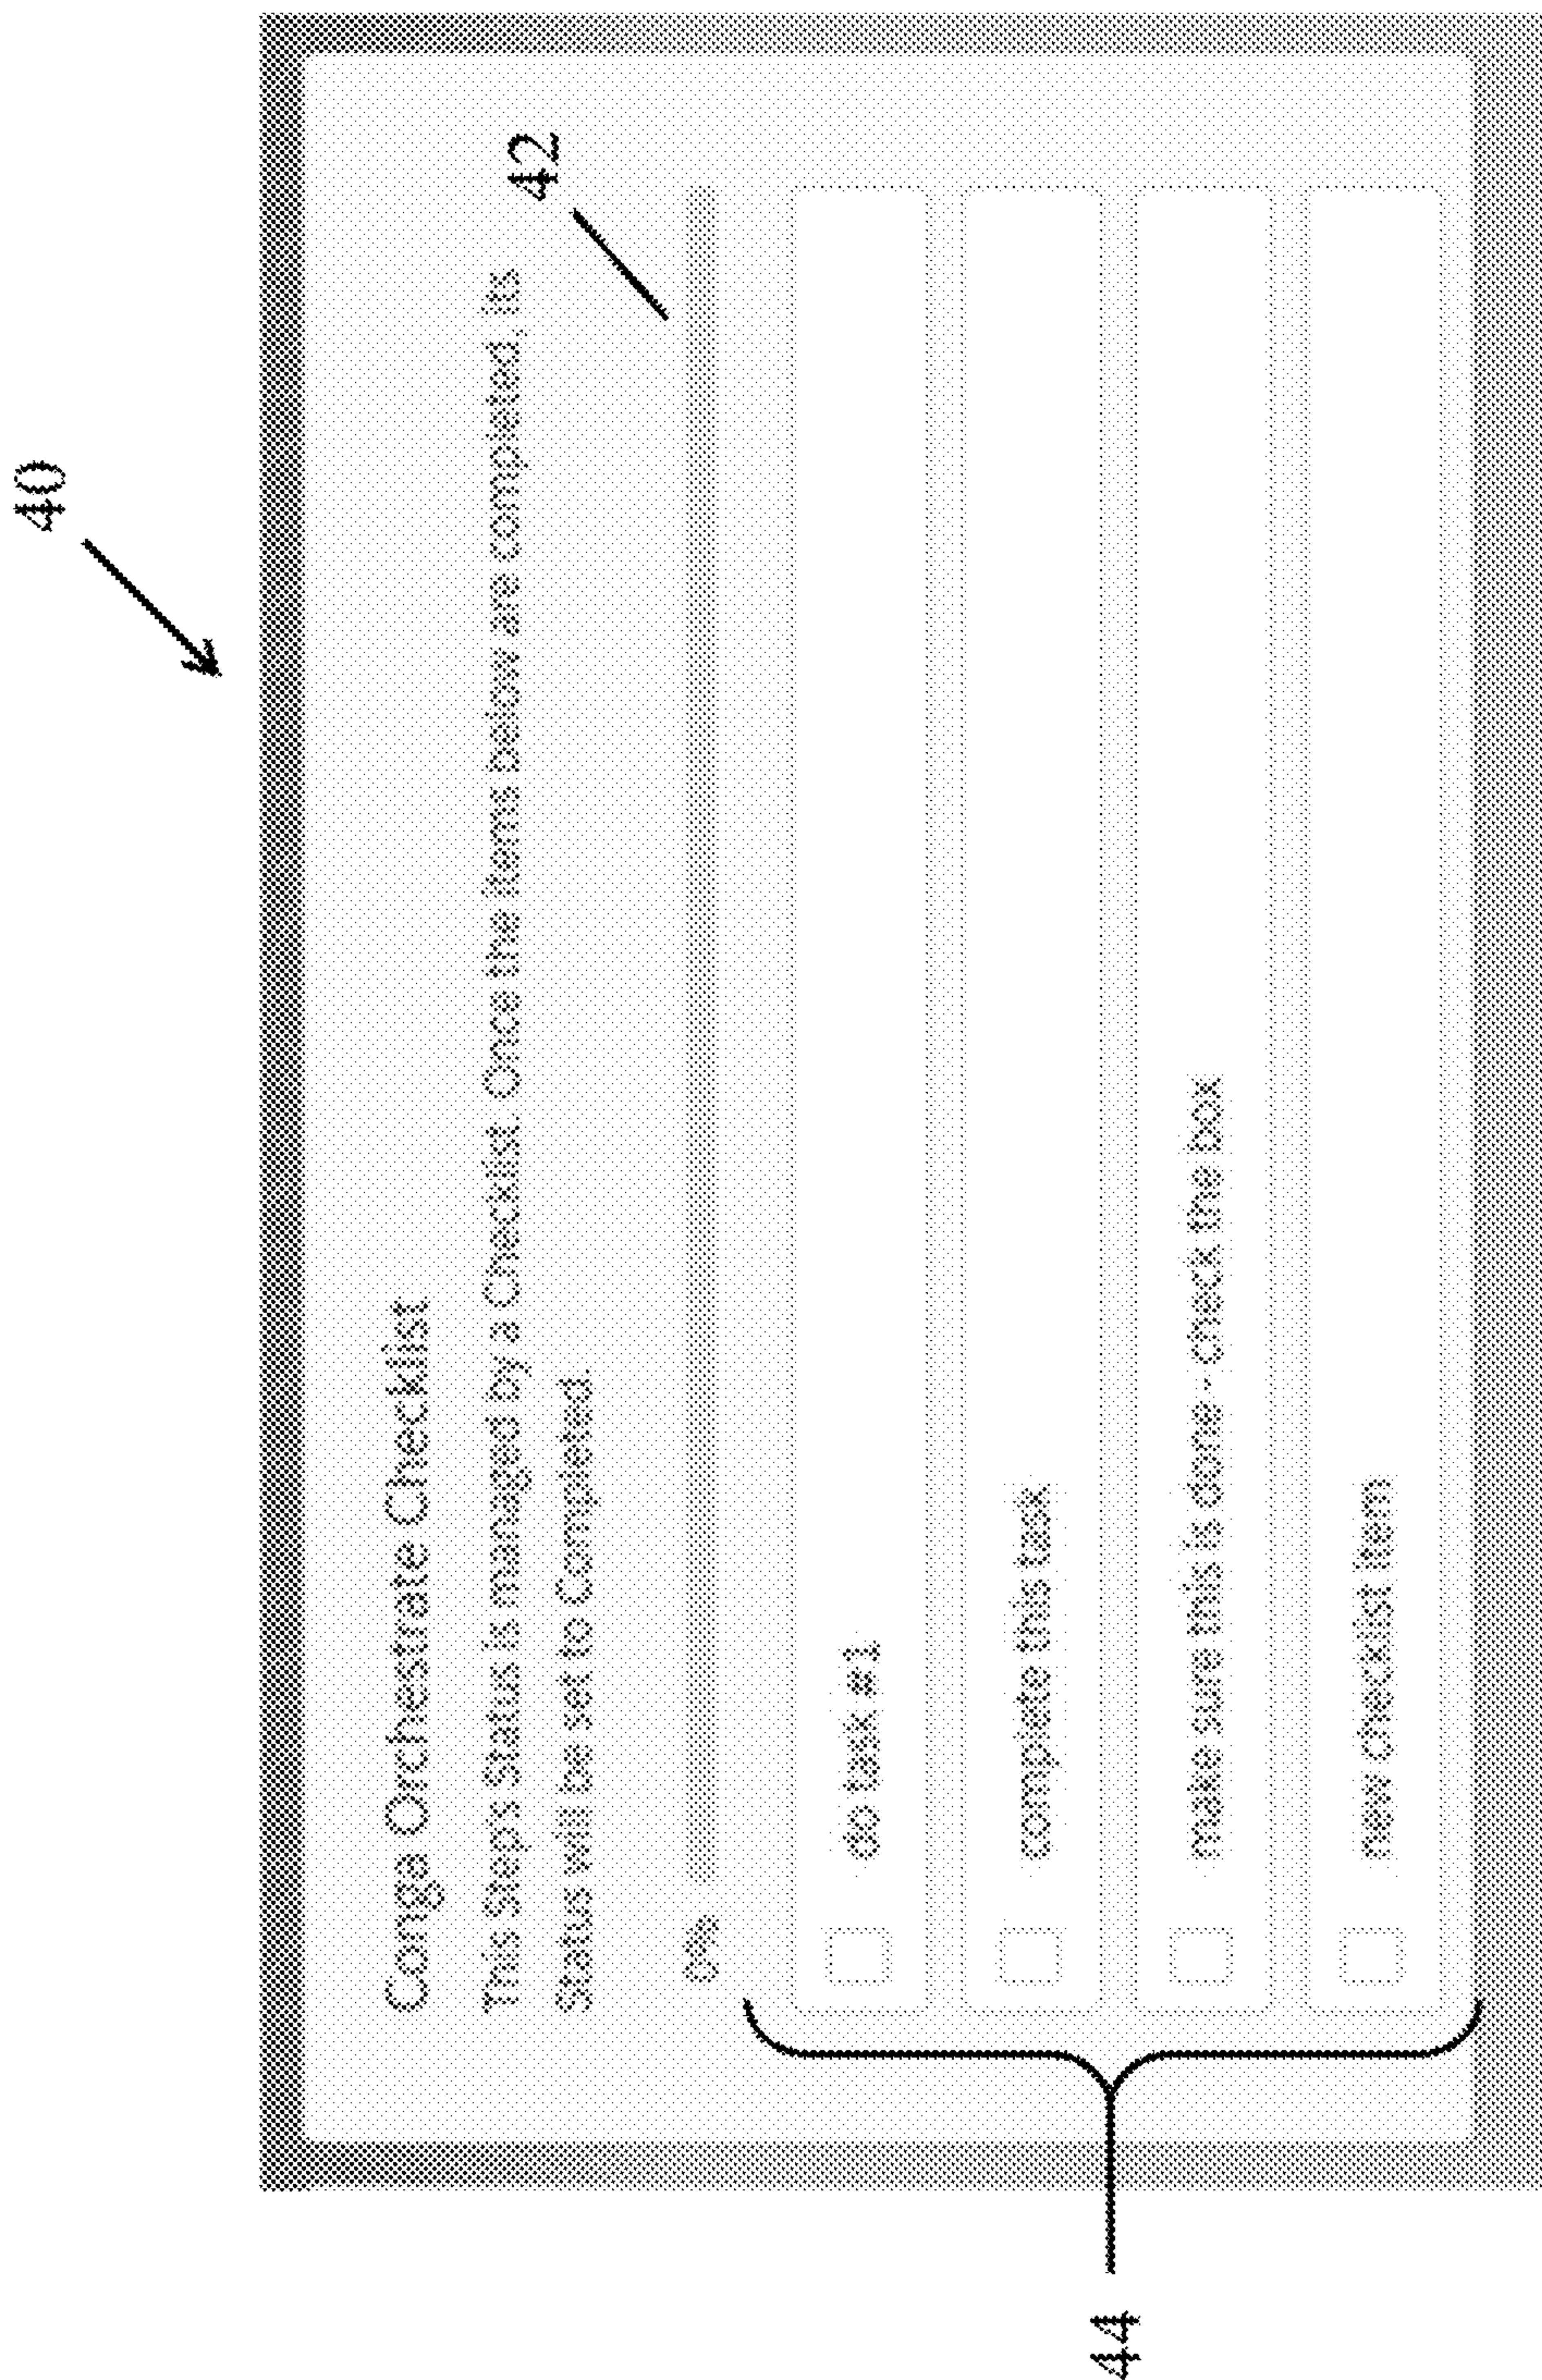 40
Conga Orchestrate Checklist
This Step's Status is managed by a Checklist. Once the items below are completed, its
Status will be set to Completed.
42
0%
44
do task #1
complete this task
make sure this is done - check the box
new checklist item